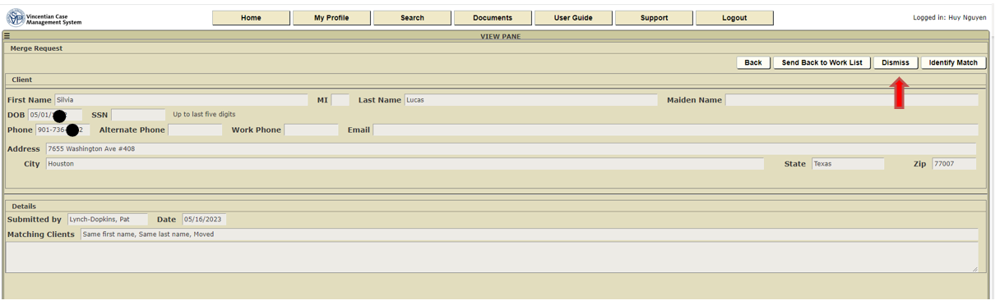 Vincentian Case
Management System
Home My Profile Search Documents User Guide Support Logout
Logged in: Huy Nguyen
VIEW PANE
Merge Request
Back Send Back to Work List Dismiss Identify Match
Client
First Name Silvia MI Last Name Lucas Maiden Name
DOB 05/01/ SSN Up to last five digits
Phone 901-736- 2 Alternate Phone Work Phone Email
Address 7655 Washington Ave #408
City Houston State Texas Zip 77007
Details
Submitted by Lynch-Dopkins, Pat Date 05/16/2023
Matching Clients Same first name, Same last name, Moved